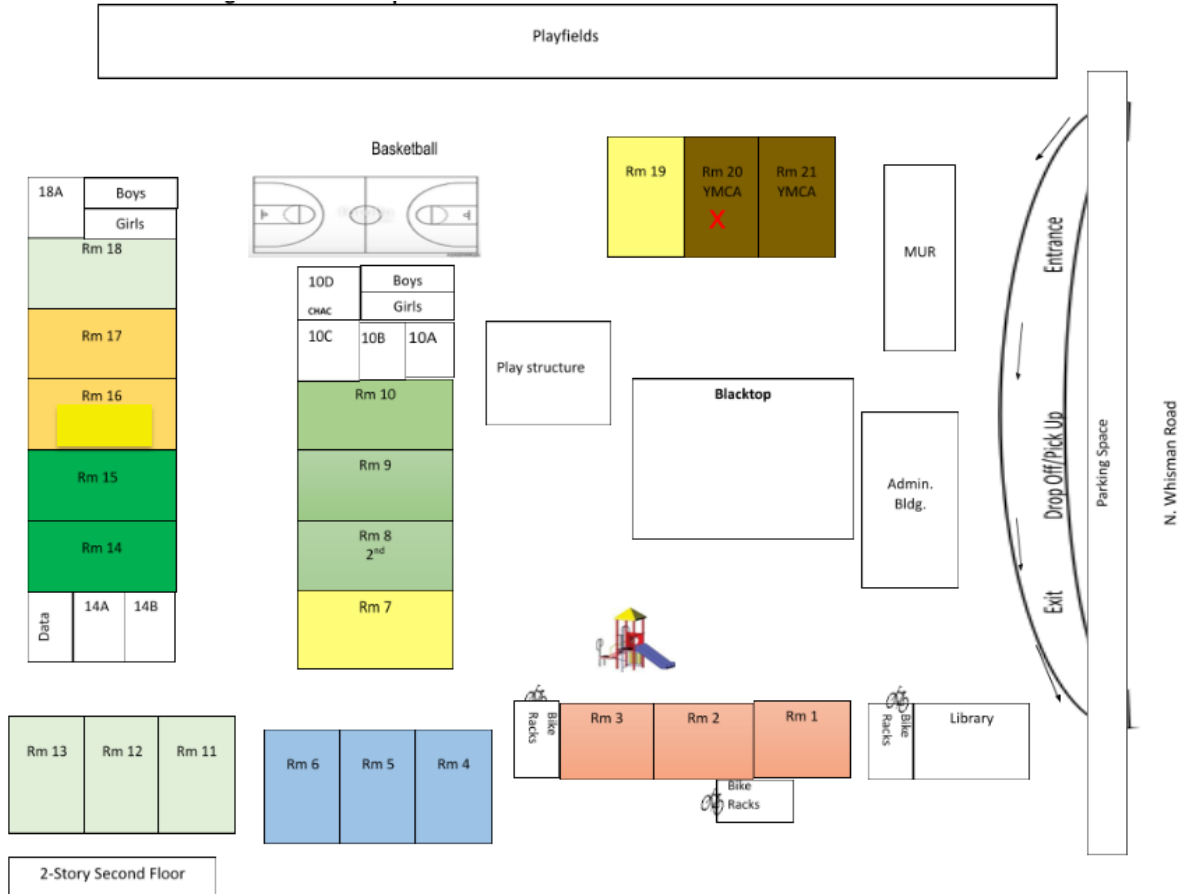 Playfields
Basketball
Rm 19
Rm 20
YMCA
X
Rm 21
YMCA
18A
Boys
Girls
Rm 18
Rm 17
Rm 16
Rm 15
Rm 14
Data
14A
14B
10D
CHAC
Boys
Girls
10C
10B
10A
Rm 10
Rm 9
Rm 8
2nd
Rm 7
Play structure
Blacktop
MUR
Admin.
Bldg.
Entrance
Drop Off/Pick Up
Exit
Parking Space
N. Whisman Road
Rm 13
Rm 12
Rm 11
Rm 6
Rm 5
Rm 4
Bike
Racks
Rm 3
Rm 2
Rm 1
Bike
Racks
Bike
Racks
Library
2-Story Second Floor